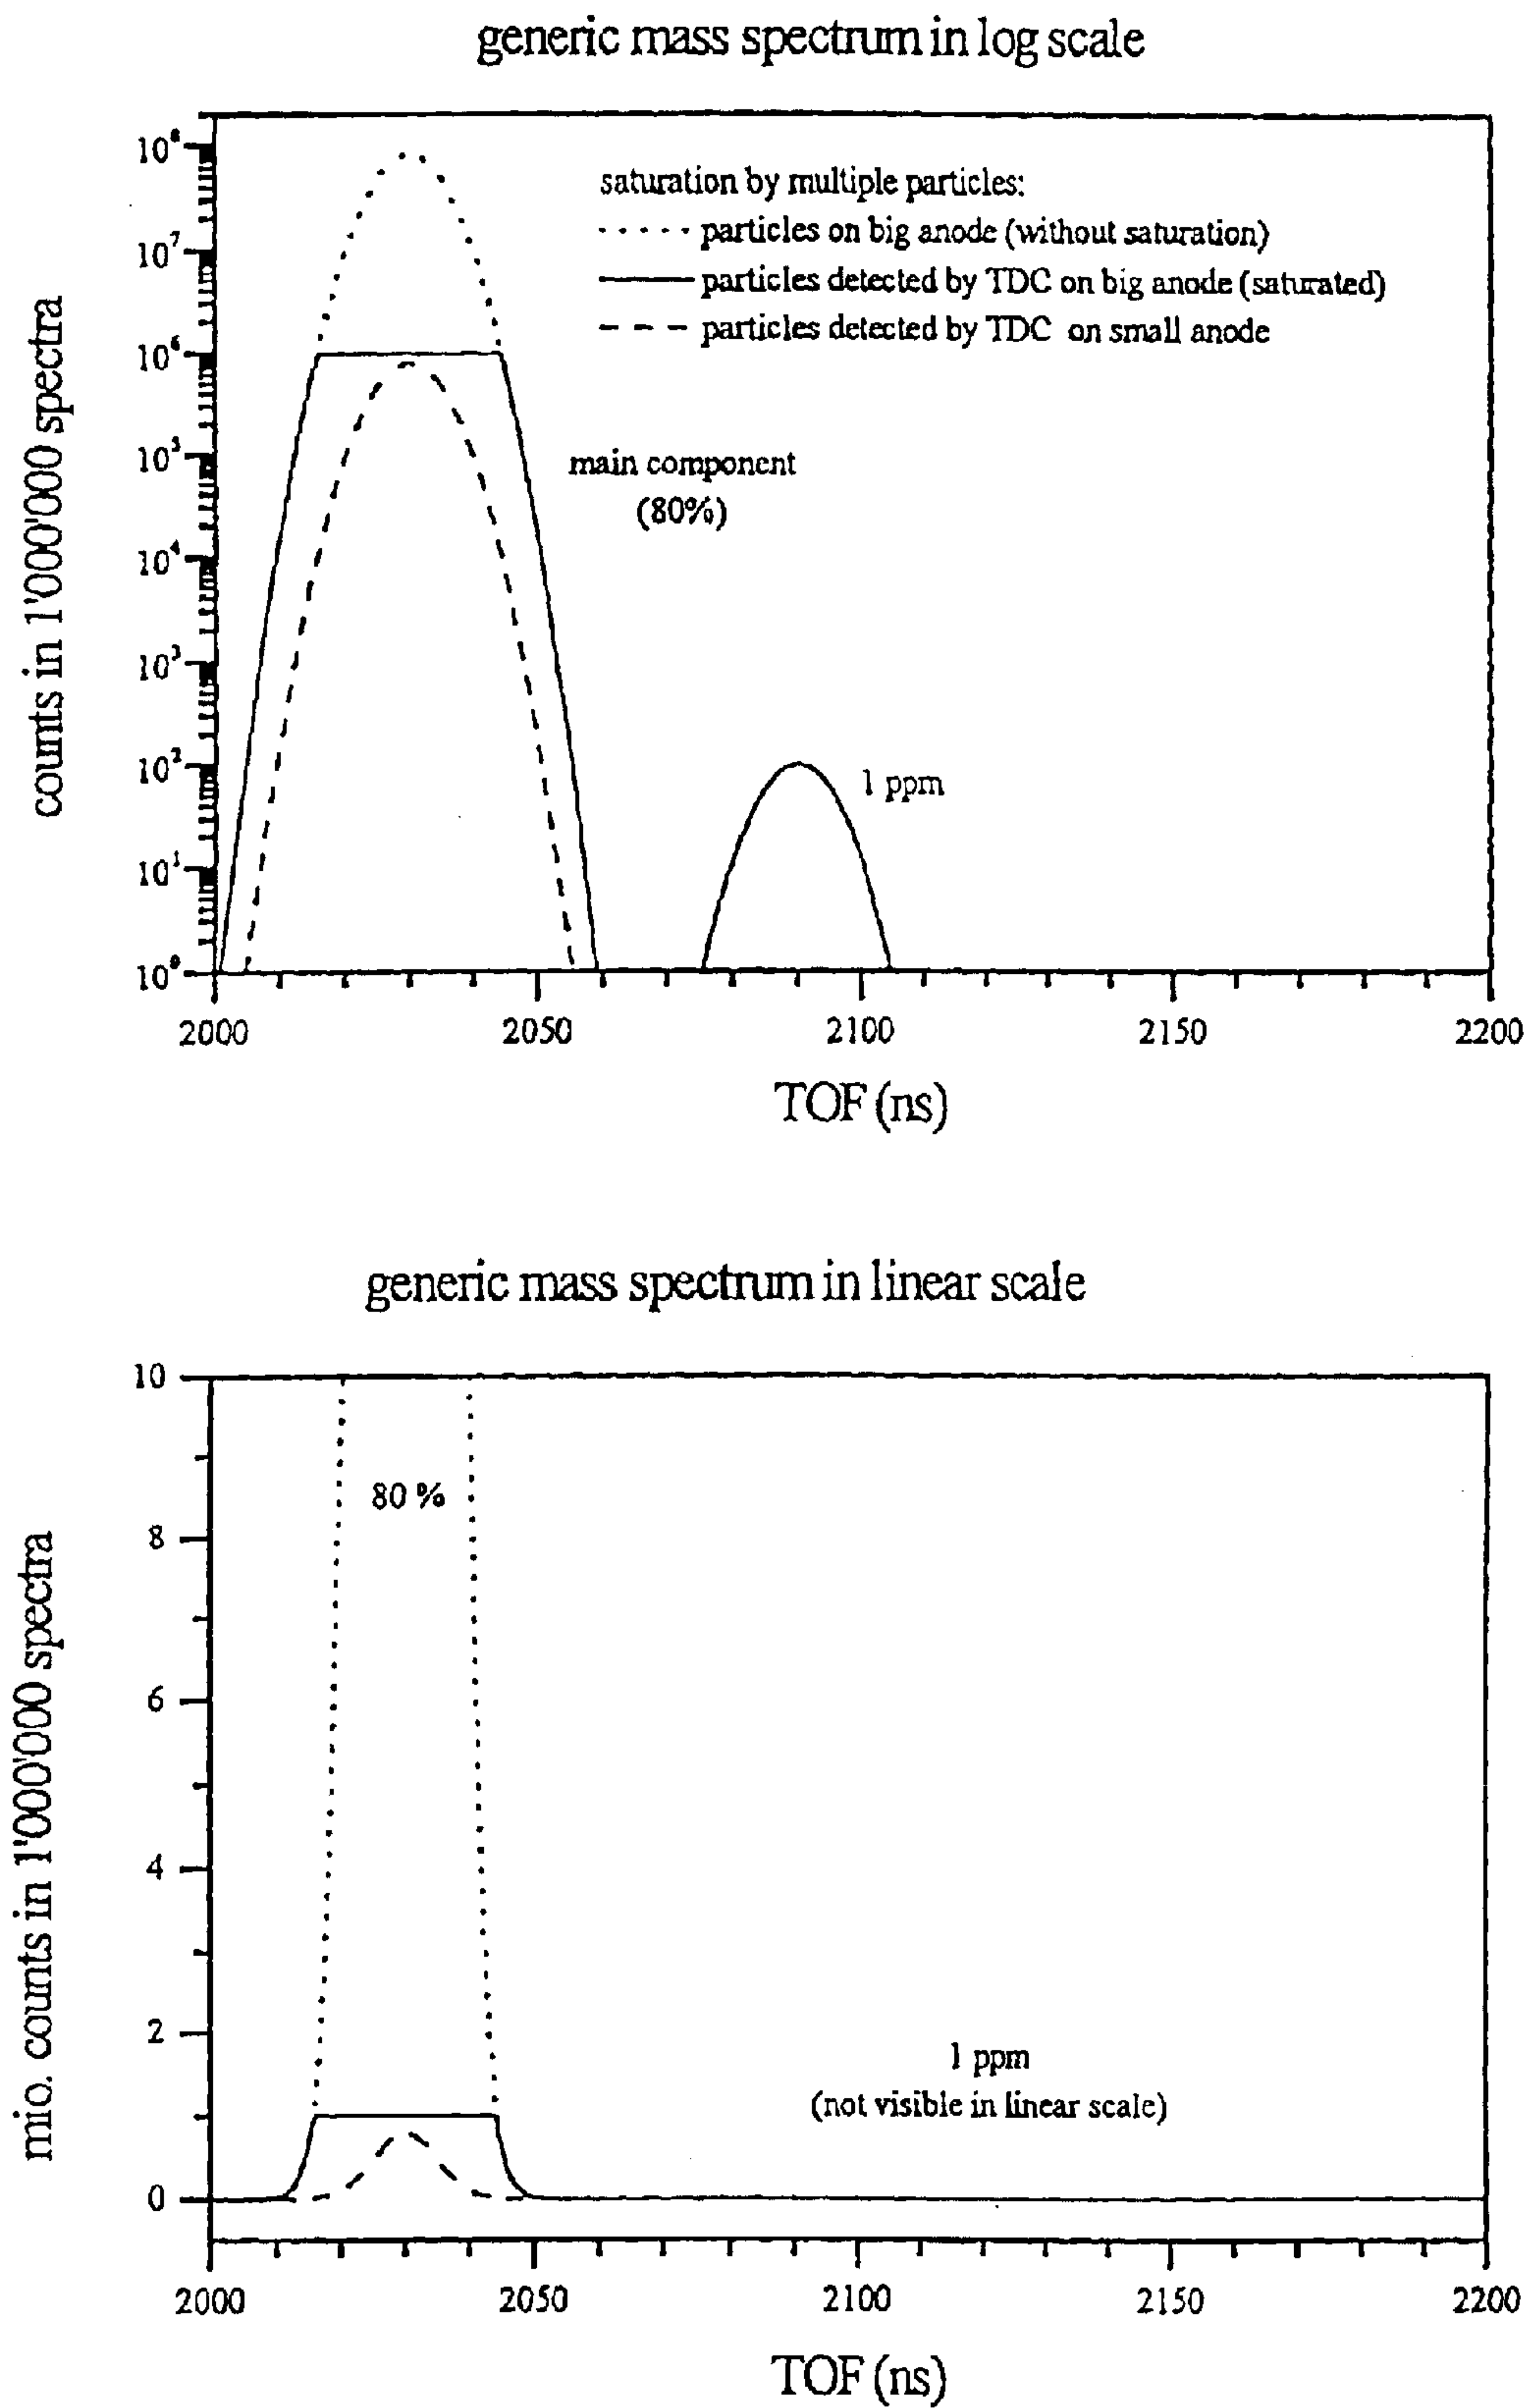 generic mass spectrum in log scale
counts in 1'000'000 spectra
10⁸
10⁷
10⁶
10⁵
10⁴
10³
10²
10¹
10⁰
saturation by multiple particles:
particles on big anode (without saturation)
particles detected by TDC on big anode (saturated)
particles detected by TDC on small anode
main component
(80%)
1 ppm
2000 2050 2100 2150 2200
TOF (ns)
generic mass spectrum in linear scale
mio. counts in 1'000'000 spectra
10
8
6
4
2
0
80 %
1 ppm
(not visible in linear scale)
2000 2050 2100 2150 2200
TOF (ns)